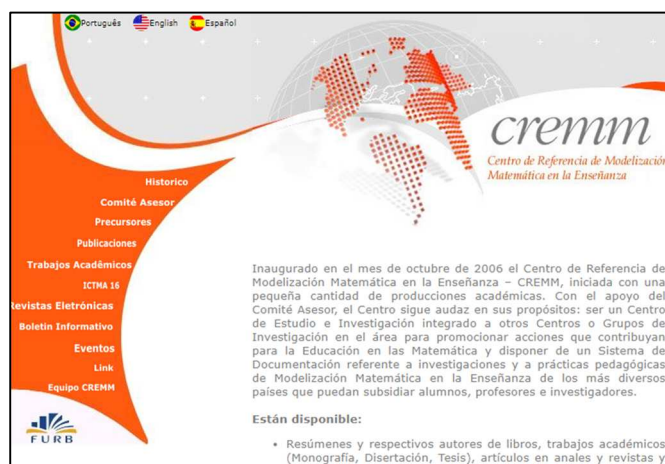 Português English Español
cremm
Centro de Referencia de Modelización
Matemática en la Enseñanza
Historico
Comité Asesor
Precursores
Publicaciones
Trabajos Acadêmicos
ICTMA 16
Revistas Eletrónicas
Boletin Informativo
Eventos
Link
Equipo CREMM
FURB
Inaugurado en el mes de octubre de 2006 el Centro de Referencia de
Modelización Matemática en la Enseñanza – CREMM, iniciada con una
pequeña cantidad de producciones académicas. Con el apoyo del
Comité Asesor, el Centro sigue audaz en sus propósitos: ser un Centro
de Estudio e Investigación integrado a otros Centros o Grupos de
Investigación en el área para promocionar acciones que contribuyan
para la Educación en las Matemática y disponer de un Sistema de
Documentación referente a investigaciones y a prácticas pedagógicas
de Modelización Matemática en la Enseñanza de los más diversos
países que puedan subsidiar alumnos, profesores e investigadores.
Están disponible:
• Resúmenes y respectivos autores de libros, trabajos académicos
(Monografía, Disertación, Tesis), artículos en anales y revistas y